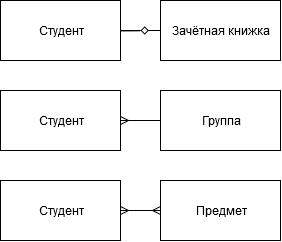 Студент Зачётная книжка
Студент Группа
Студент Предмет